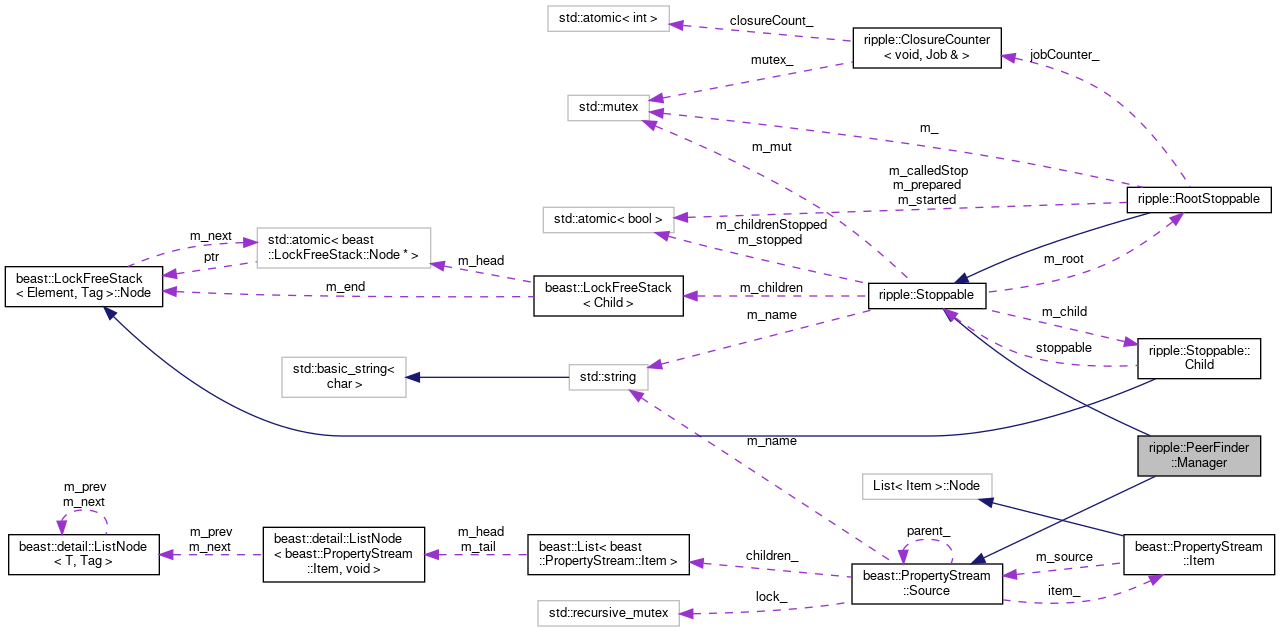 std::atomic< int >
closureCount_
ripple::ClosureCounter
< void, Job & >
jobCounter_
mutex_
std::mutex
m_
m_mut
m_calledStop
m_prepared
m_started
ripple::RootStoppable
std::atomic< bool >
m_childrenStopped
m_stopped
m_next
ptr
std::atomic< beast
::LockFreeStack::Node * >
m_head
m_root
beast::LockFreeStack
< Element, Tag >::Node
m_end
beast::LockFreeStack
< Child >
m_children
ripple::Stoppable
m_name
m_child
stoppable
ripple::Stoppable::
Child
std::basic_string<
char >
std::string
m_name
ripple::PeerFinder
::Manager
List< Item >::Node
m_prev
m_next
beast::detail::ListNode
< T, Tag >
m_prev
m_next
beast::detail::ListNode
< beast::PropertyStream
::Item, void >
m_head
m_tail
beast::List< beast
::PropertyStream::Item >
children_
parent_
beast::PropertyStream
::Source
m_source
item_
beast::PropertyStream
::Item
lock_
std::recursive_mutex